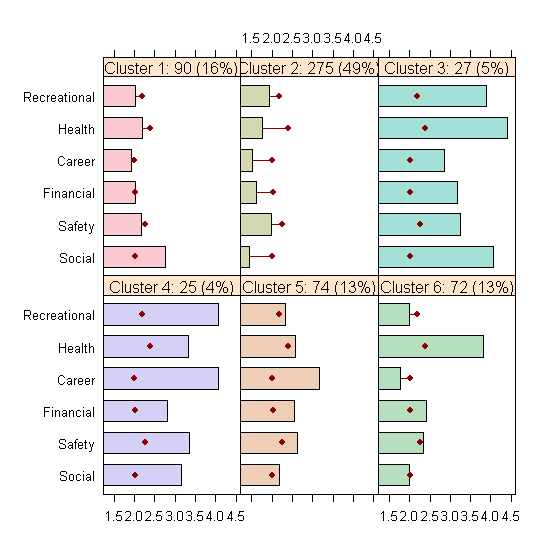 1.5 2.0 2.5 3.0 3.5 4.0 4.5
Cluster 1: 90 (16%)
Cluster 2: 275 (49%)
Cluster 3: 27 (5%)
Recreational
Health
Career
Financial
Safety
Social
Cluster 4: 25 (4%)
Cluster 5: 74 (13%)
Cluster 6: 72 (13%)
Recreational
Health
Career
Financial
Safety
Social
1.5 2.0 2.5 3.0 3.5 4.0 4.5
1.5 2.0 2.5 3.0 3.5 4.0 4.5